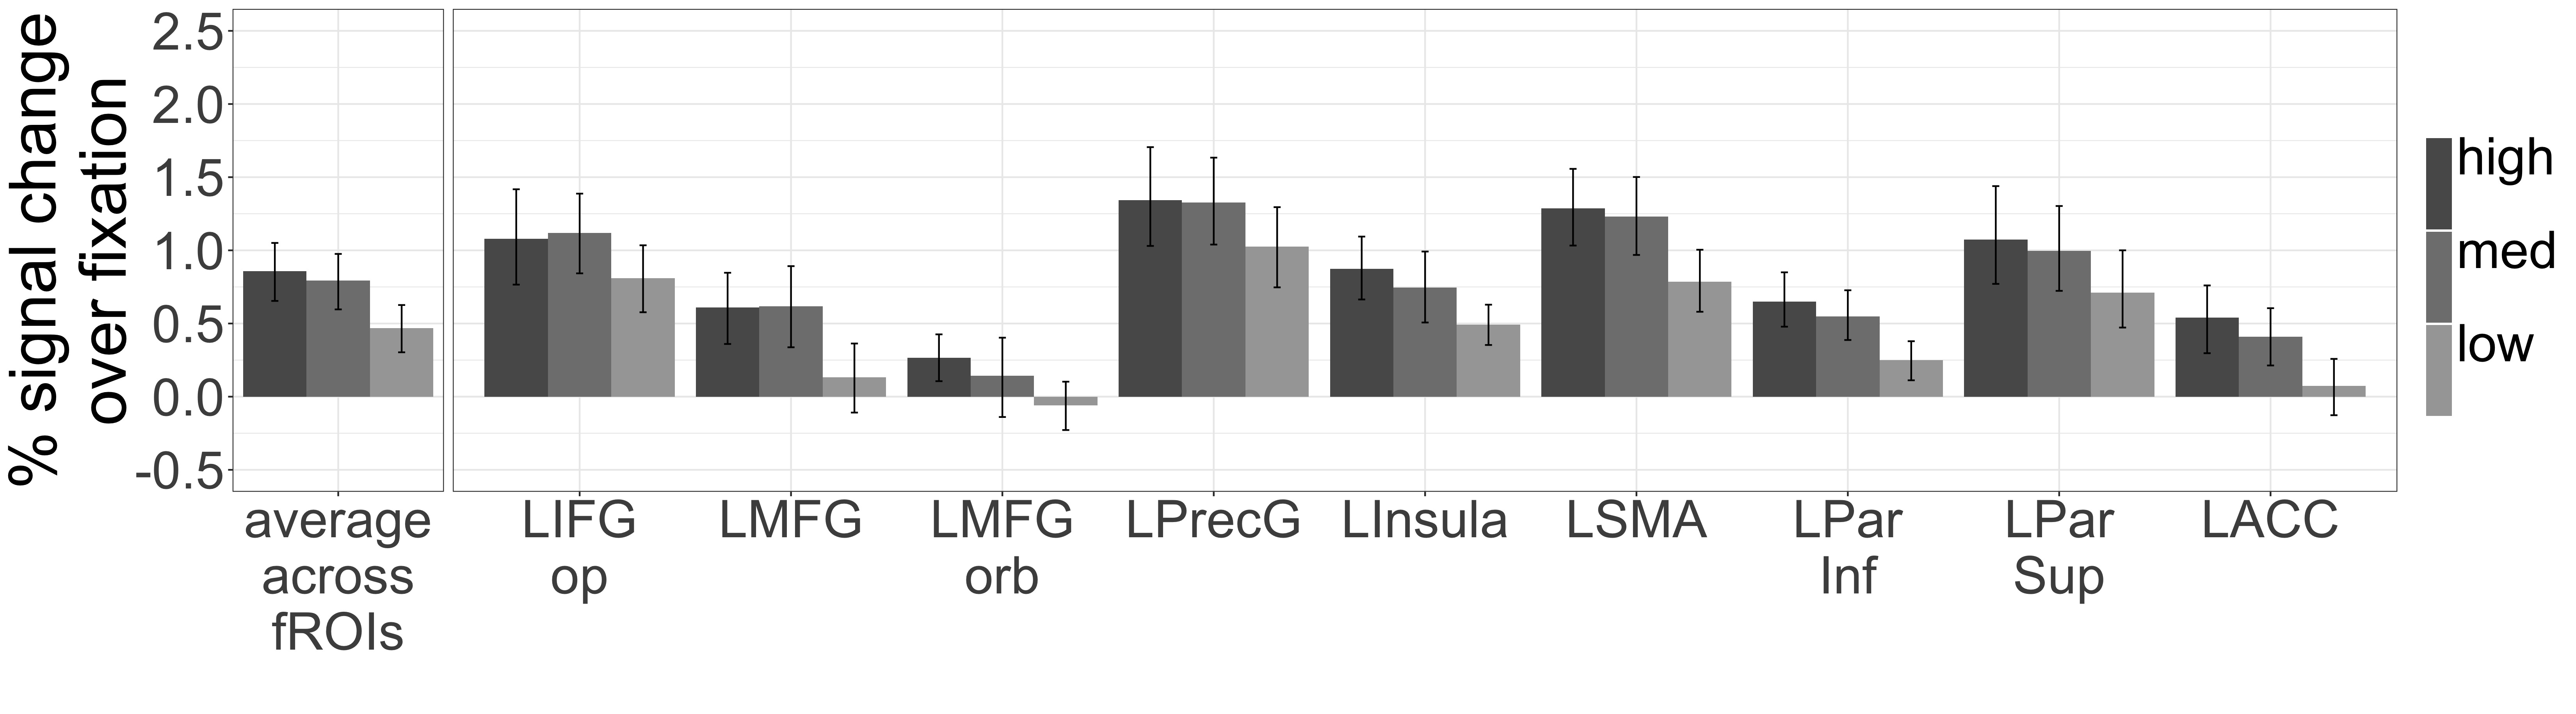 % signal change
over fixation
2.5
2.0
1.5
1.0
0.5
0.0
-0.5
average
across
fROIs
LIFG
op
LMFG
LMFG
orb
LPrecG
LInsula
LSMA
LPar
Inf
LPar
Sup
LACC
high
med
low